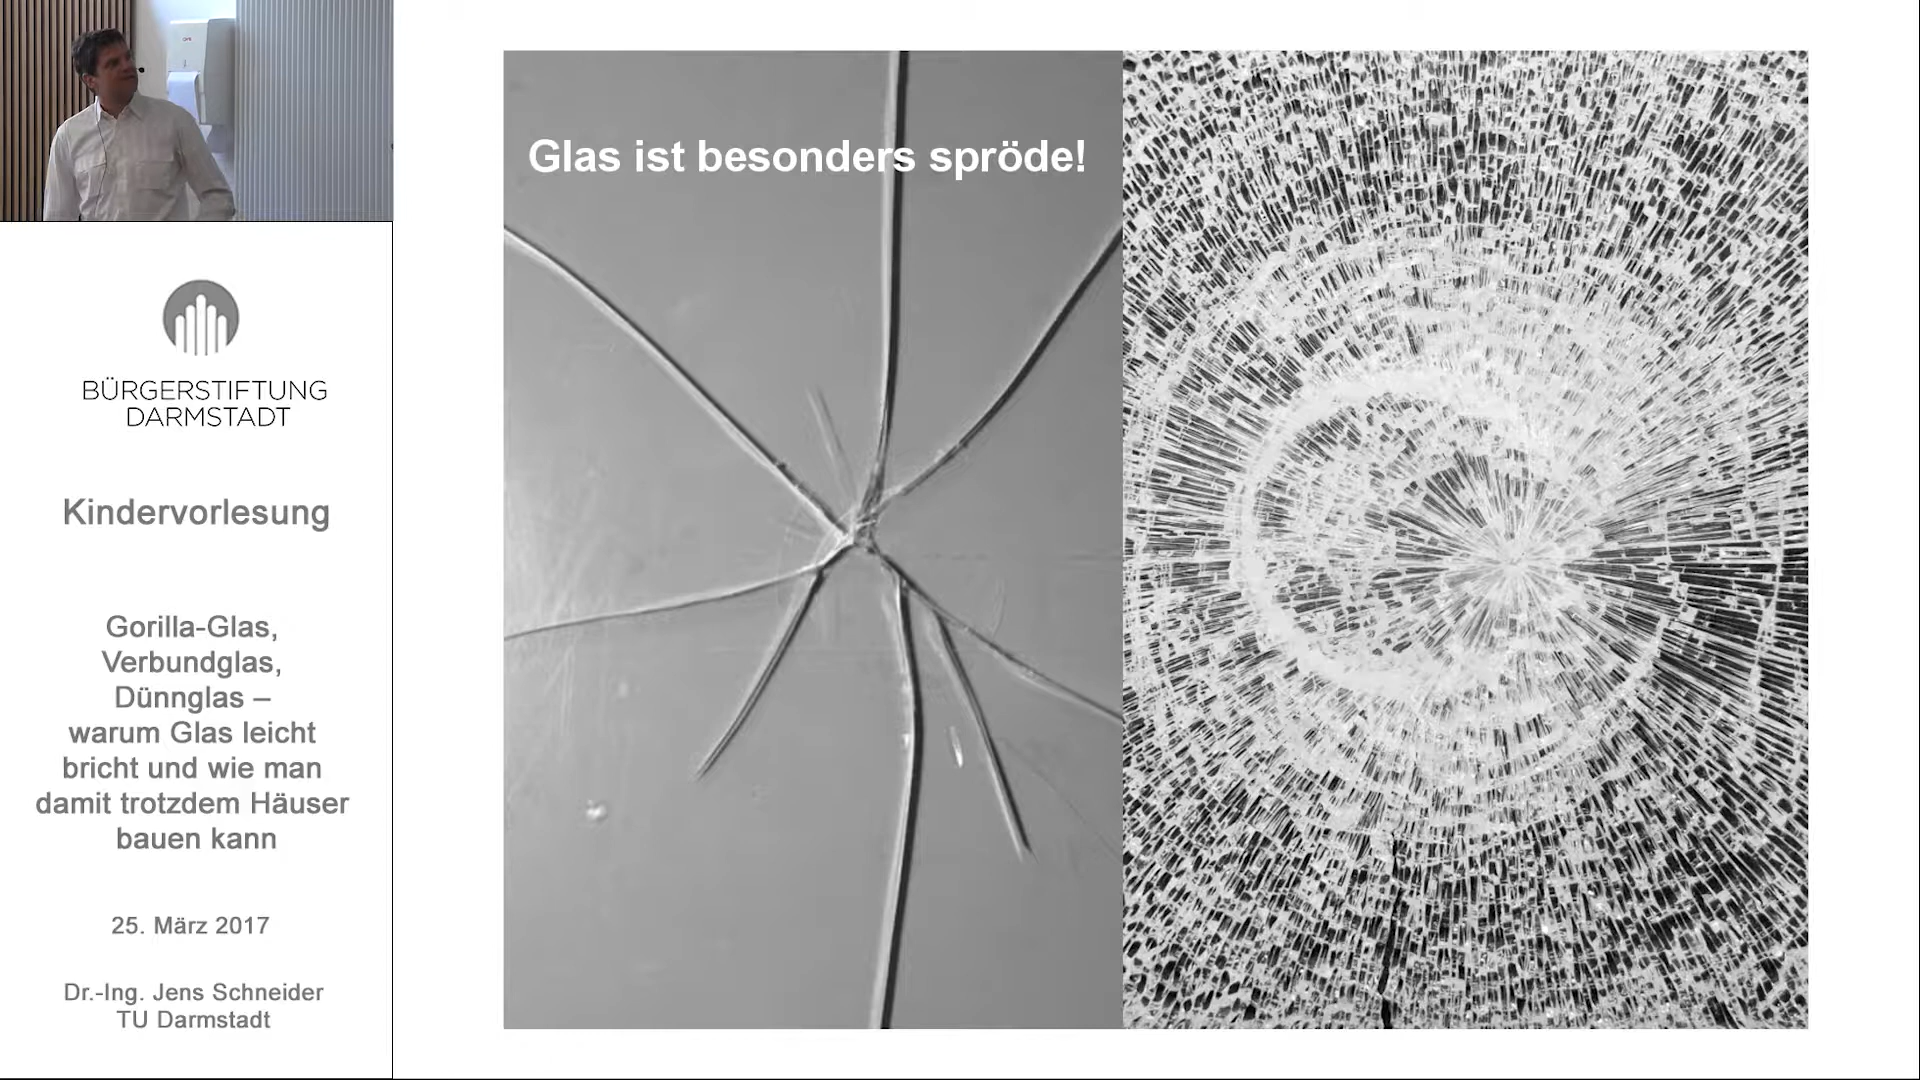 BÜRGERSTIFTUNG
DARMSTADT
Kindervorlesung
Gorilla-Glas,
Verbundglas,
Dünnglas –
warum Glas leicht
bricht und wie man
damit trotzdem Häuser
bauen kann
25. März 2017
Dr.-Ing. Jens Schneider
TU Darmstadt
Glas ist besonders spröde!